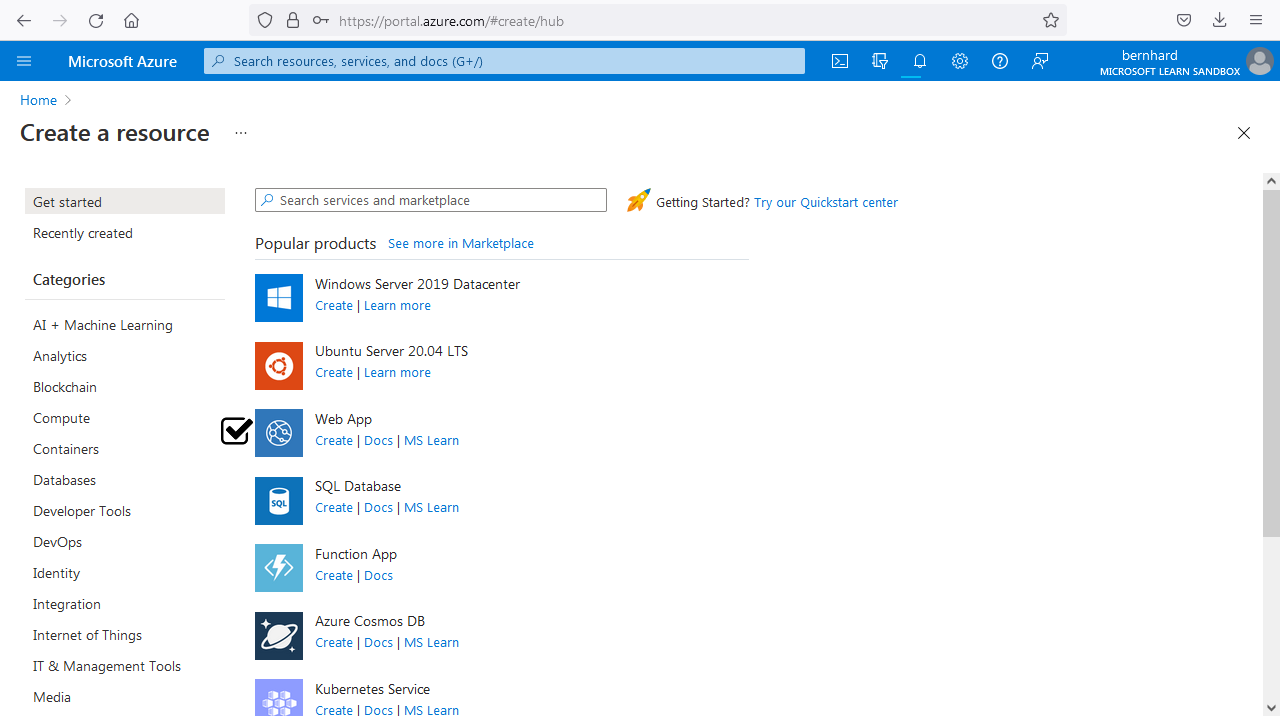 https://portal.azure.com/#create/hub
Microsoft Azure
Search resources, services, and docs (G+/)
bernhard
MICROSOFT LEARN SANDBOX
Home
Create a resource
Get started
Recently created
Categories
AI + Machine Learning
Analytics
Blockchain
Compute
Containers
Databases
Developer Tools
DevOps
Identity
Integration
Internet of Things
IT & Management Tools
Media
Search services and marketplace
Getting Started? Try our Quickstart center
Popular products See more in Marketplace
Windows Server 2019 Datacenter
Create | Learn more
Ubuntu Server 20.04 LTS
Create | Learn more
Web App
Create | Docs | MS Learn
SQL
SQL Database
Create | Docs | MS Learn
Function App
Create | Docs
Azure Cosmos DB
Create | Docs | MS Learn
Kubernetes Service
Create | Docs | MS Learn